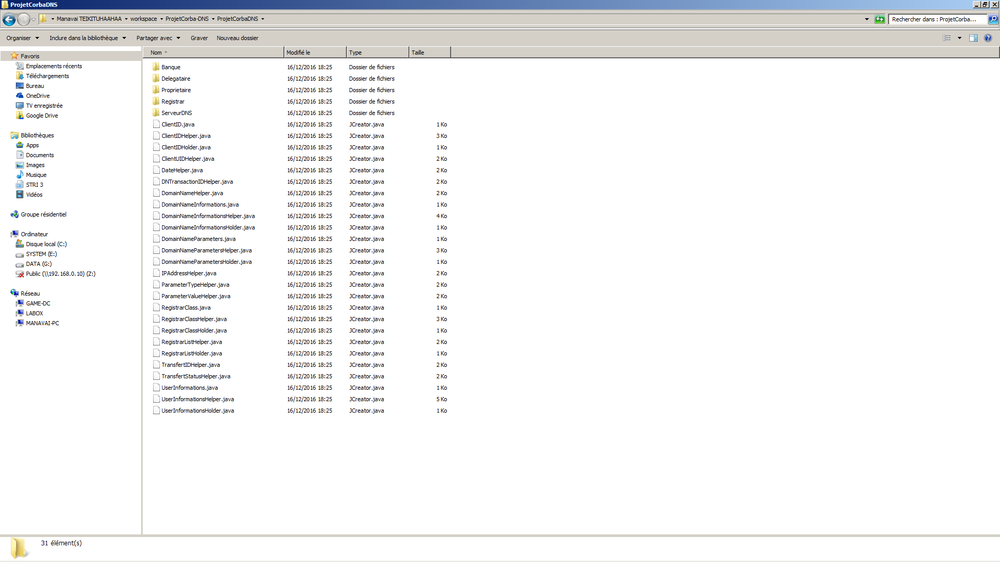 ProjetCorbaDNS
Manavai TEIKITUHAAHAA workspace ProjetCorba-DNS ProjetCorbaDNS
Rechercher dans : ProjetCorba...
Organiser Inclure dans la bibliothèque Partager avec Graver Nouveau dossier
Favoris
Emplacements récents
Téléchargements
Bureau
OneDrive
TV enregistrée
Google Drive
Bibliothèques
Apps
Documents
Images
Musique
STRI 3
Vidéos
Groupe résidentiel
Ordinateur
Disque local (C:)
SYSTEM (E:)
DATA (G:)
Public (\\192.168.0.10) (Z:)
Réseau
GAME-DC
LABOX
MANAVAI-PC
Nom Modifié le Type Taille
Banque 16/12/2016 18:25 Dossier de fichiers
Delegataire 16/12/2016 18:25 Dossier de fichiers
Proprietaire 16/12/2016 18:25 Dossier de fichiers
Registrar 16/12/2016 18:25 Dossier de fichiers
ServeurDNS 16/12/2016 18:25 Dossier de fichiers
ClientID.java 16/12/2016 18:25 JCreator.java 1 Ko
ClientIDHelper.java 16/12/2016 18:25 JCreator.java 3 Ko
ClientIDHolder.java 16/12/2016 18:25 JCreator.java 1 Ko
ClientUIDHelper.java 16/12/2016 18:25 JCreator.java 2 Ko
DateHelper.java 16/12/2016 18:25 JCreator.java 2 Ko
DNTransactionIDHelper.java 16/12/2016 18:25 JCreator.java 2 Ko
DomainNameHelper.java 16/12/2016 18:25 JCreator.java 2 Ko
DomainNameInformations.java 16/12/2016 18:25 JCreator.java 1 Ko
DomainNameInformationsHelper.java 16/12/2016 18:25 JCreator.java 4 Ko
DomainNameInformationsHolder.java 16/12/2016 18:25 JCreator.java 1 Ko
DomainNameParameters.java 16/12/2016 18:25 JCreator.java 1 Ko
DomainNameParametersHelper.java 16/12/2016 18:25 JCreator.java 3 Ko
DomainNameParametersHolder.java 16/12/2016 18:25 JCreator.java 1 Ko
IPAddressHelper.java 16/12/2016 18:25 JCreator.java 2 Ko
ParameterTypeHelper.java 16/12/2016 18:25 JCreator.java 2 Ko
ParameterValueHelper.java 16/12/2016 18:25 JCreator.java 2 Ko
RegistrarClass.java 16/12/2016 18:25 JCreator.java 1 Ko
RegistrarClassHelper.java 16/12/2016 18:25 JCreator.java 3 Ko
RegistrarClassHolder.java 16/12/2016 18:25 JCreator.java 1 Ko
RegistrarListHelper.java 16/12/2016 18:25 JCreator.java 2 Ko
RegistrarListHolder.java 16/12/2016 18:25 JCreator.java 1 Ko
TransfertIDHelper.java 16/12/2016 18:25 JCreator.java 2 Ko
TransfertStatusHelper.java 16/12/2016 18:25 JCreator.java 2 Ko
UserInformations.java 16/12/2016 18:25 JCreator.java 1 Ko
UserInformationsHelper.java 16/12/2016 18:25 JCreator.java 5 Ko
UserInformationsHolder.java 16/12/2016 18:25 JCreator.java 1 Ko
31 élément(s)